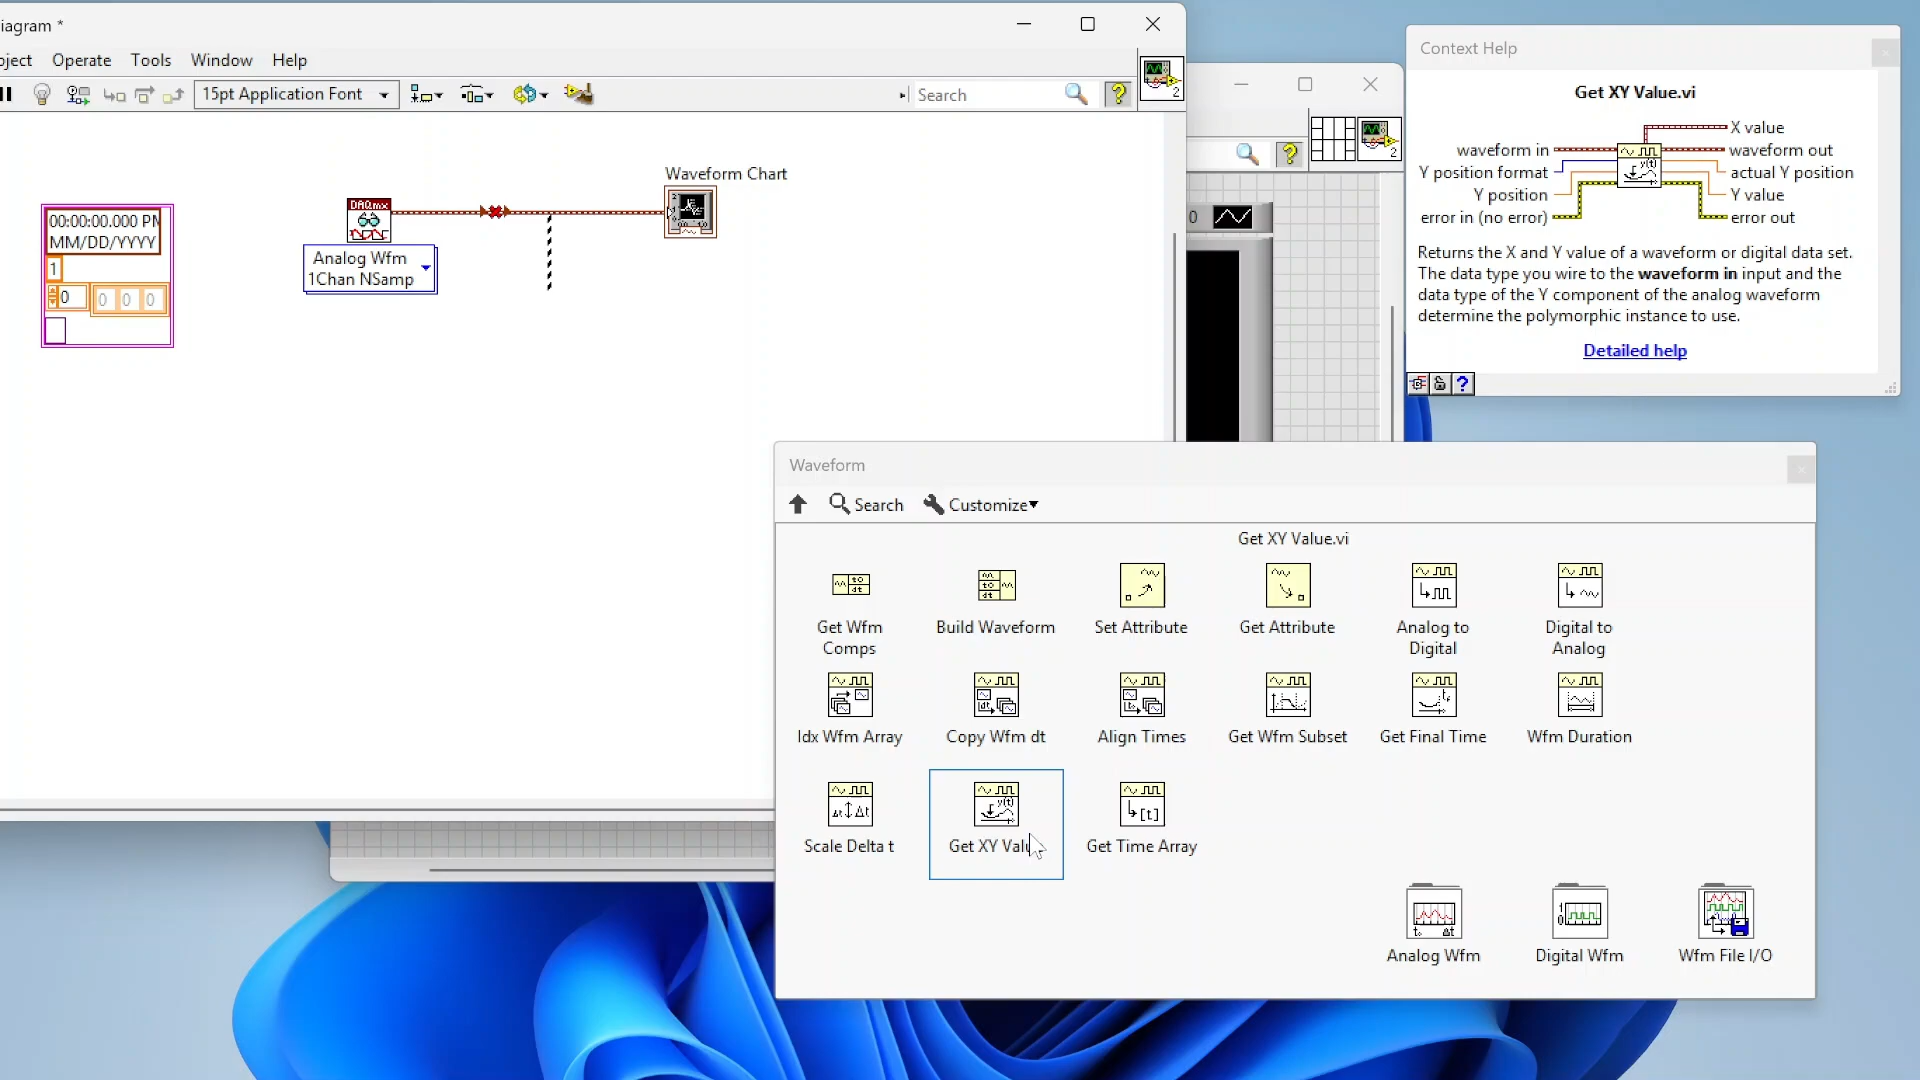 iagram *
oject Operate Tools Window Help
15pt Application Font
Search
?
2
00:00:00.000 PM
MM/DD/YYYY
1
0 0 0 0
DAQmx
Analog Wfm
1Chan NSamp
Waveform Chart
?
2
0
Context Help
Get XY Value.vi
X value
waveform in
waveform out
Y position format
actual Y position
Y position
Y value
error in (no error)
error out
Returns the X and Y value of a waveform or digital data set.
The data type you wire to the waveform in input and the
data type of the Y component of the analog waveform
determine the polymorphic instance to use.
Detailed help
?
Waveform
Search Customize
Get XY Value.vi
Get Wfm
Comps
Build Waveform
Set Attribute
Get Attribute
Analog to
Digital
Digital to
Analog
Idx Wfm Array
Copy Wfm dt
Align Times
Get Wfm Subset
Get Final Time
Wfm Duration
Scale Delta t
Get XY Valu
Get Time Array
Analog Wfm
Digital Wfm
Wfm File I/O